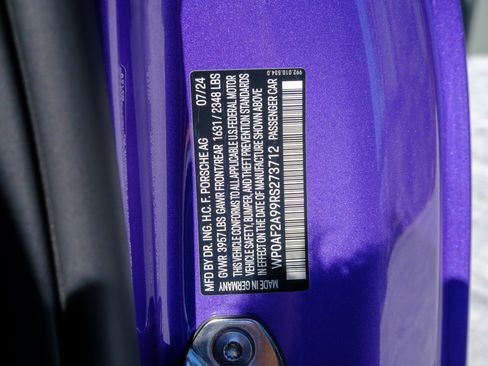 MFD BY DR. ING. H.C. F. PORSCHE AG 07/24
GVWR 3957 LBS GAWR FRONT/REAR 1631/2348 LBS
THIS VEHICLE CONFORMS TO ALL APPLICABLE U.S. FEDERAL MOTOR
VEHICLE SAFETY, BUMPER, AND THEFT PREVENTION STANDARDS
IN EFFECT ON THE DATE OF MANUFACTURE SHOWN ABOVE
WP0AF2A99RS273712 PASSENGER CAR
MADE IN GERMANY
992.010.504.0